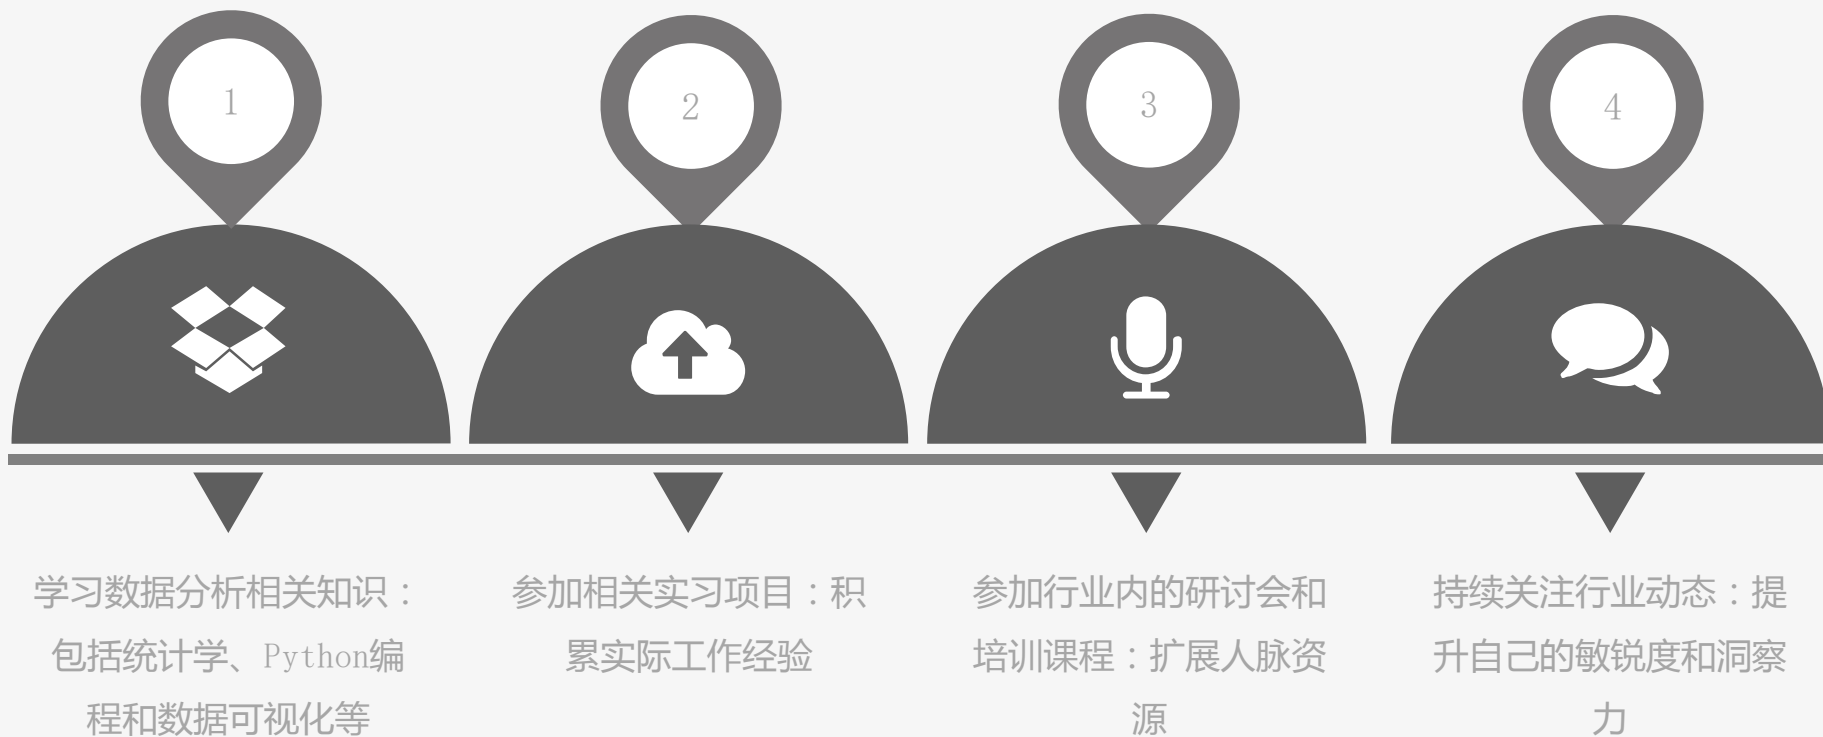 1
2
3
4
学习数据分析相关知识：
包括统计学、Python编
程和数据可视化等
参加相关实习项目：积
累实际工作经验
参加行业内的研讨会和
培训课程：扩展人脉资
源
持续关注行业动态：提
升自己的敏锐度和洞察
力